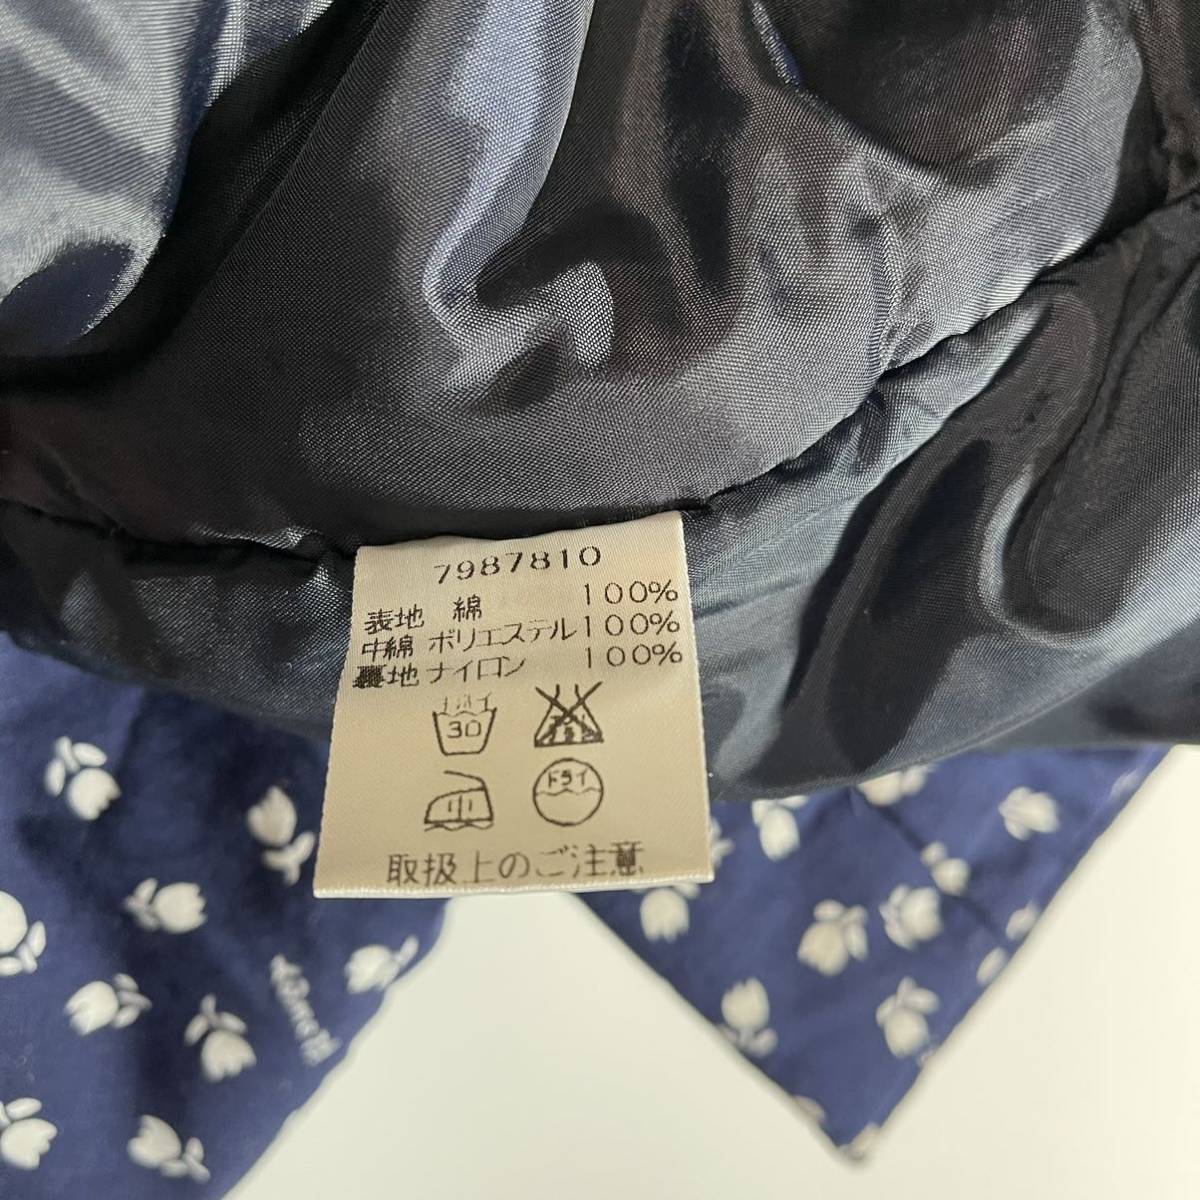 7987810
表地 綿 100%
中綿 ポリエステル 100%
裏地 ナイロン 100%
30
ドライ
中
取扱上のご注意